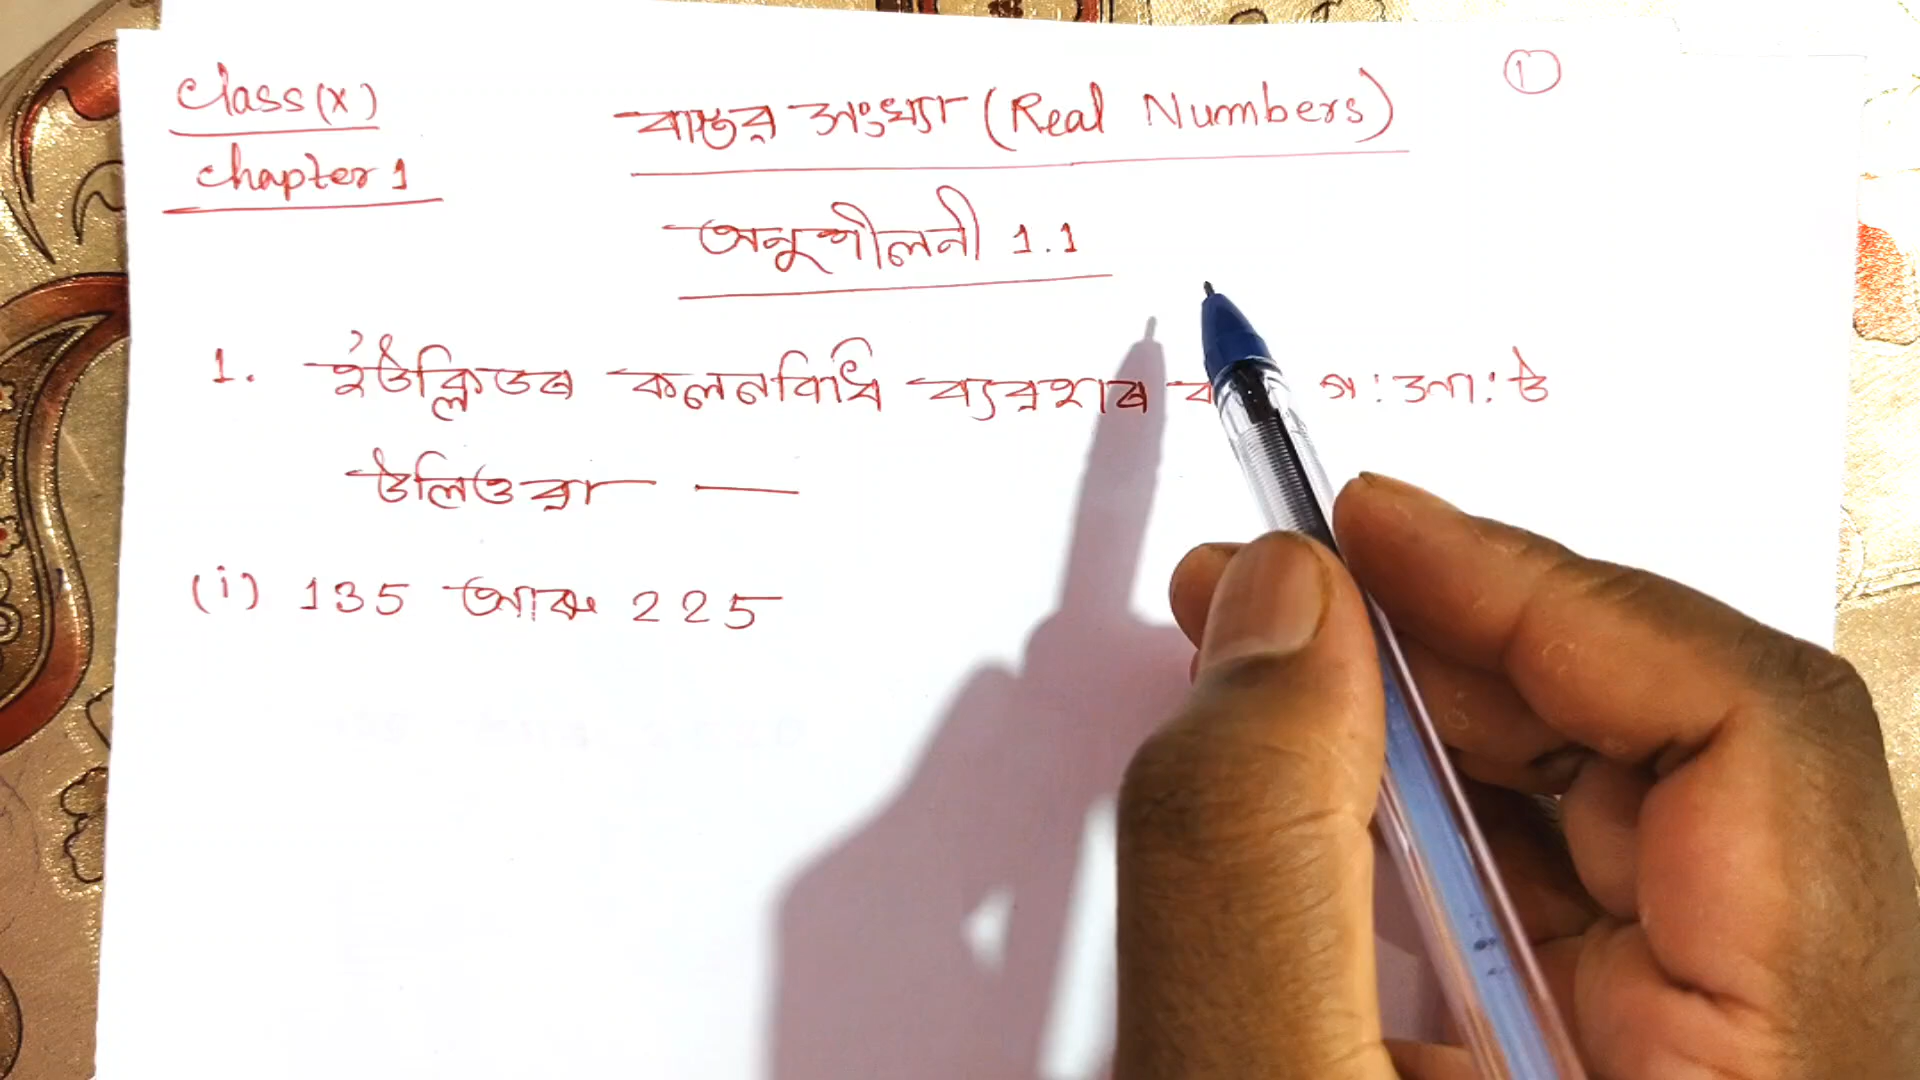 Class(X)
Chapter 1
বাস্তৱ সংখ্যা (Real Numbers)
1
অনুশীলনী 1.1
1. ইউক্লিডৰ কলনবিধি ব্যৱহাৰ গ:সা:উ
উলিওৱা —
(i) 135 আৰু 225